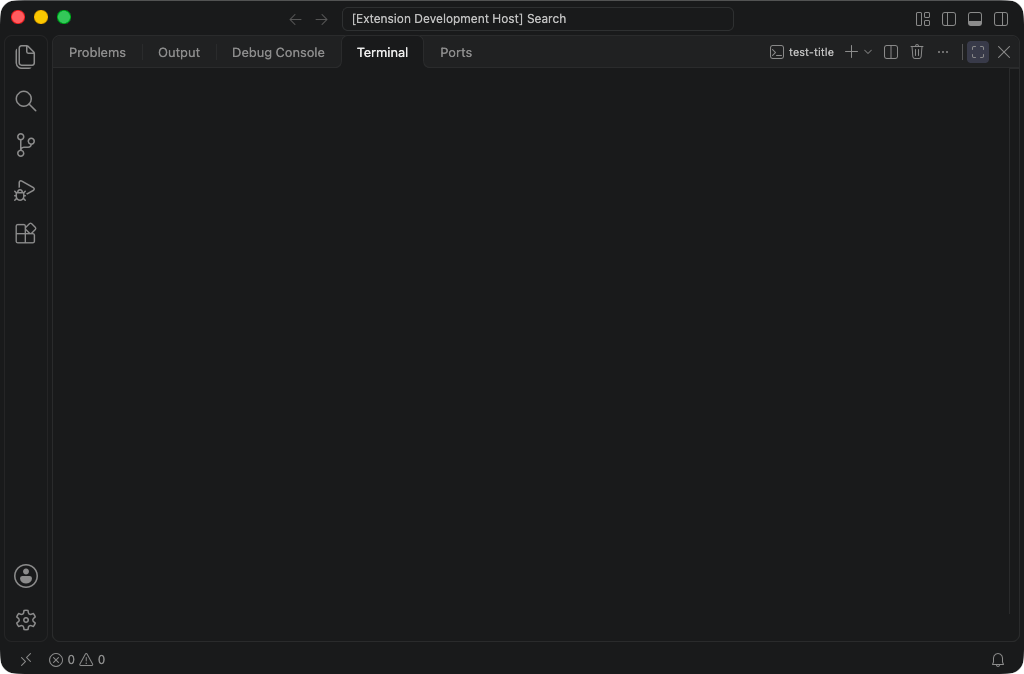 [Extension Development Host] Search
Problems Output Debug Console Terminal Ports test-title
0 0